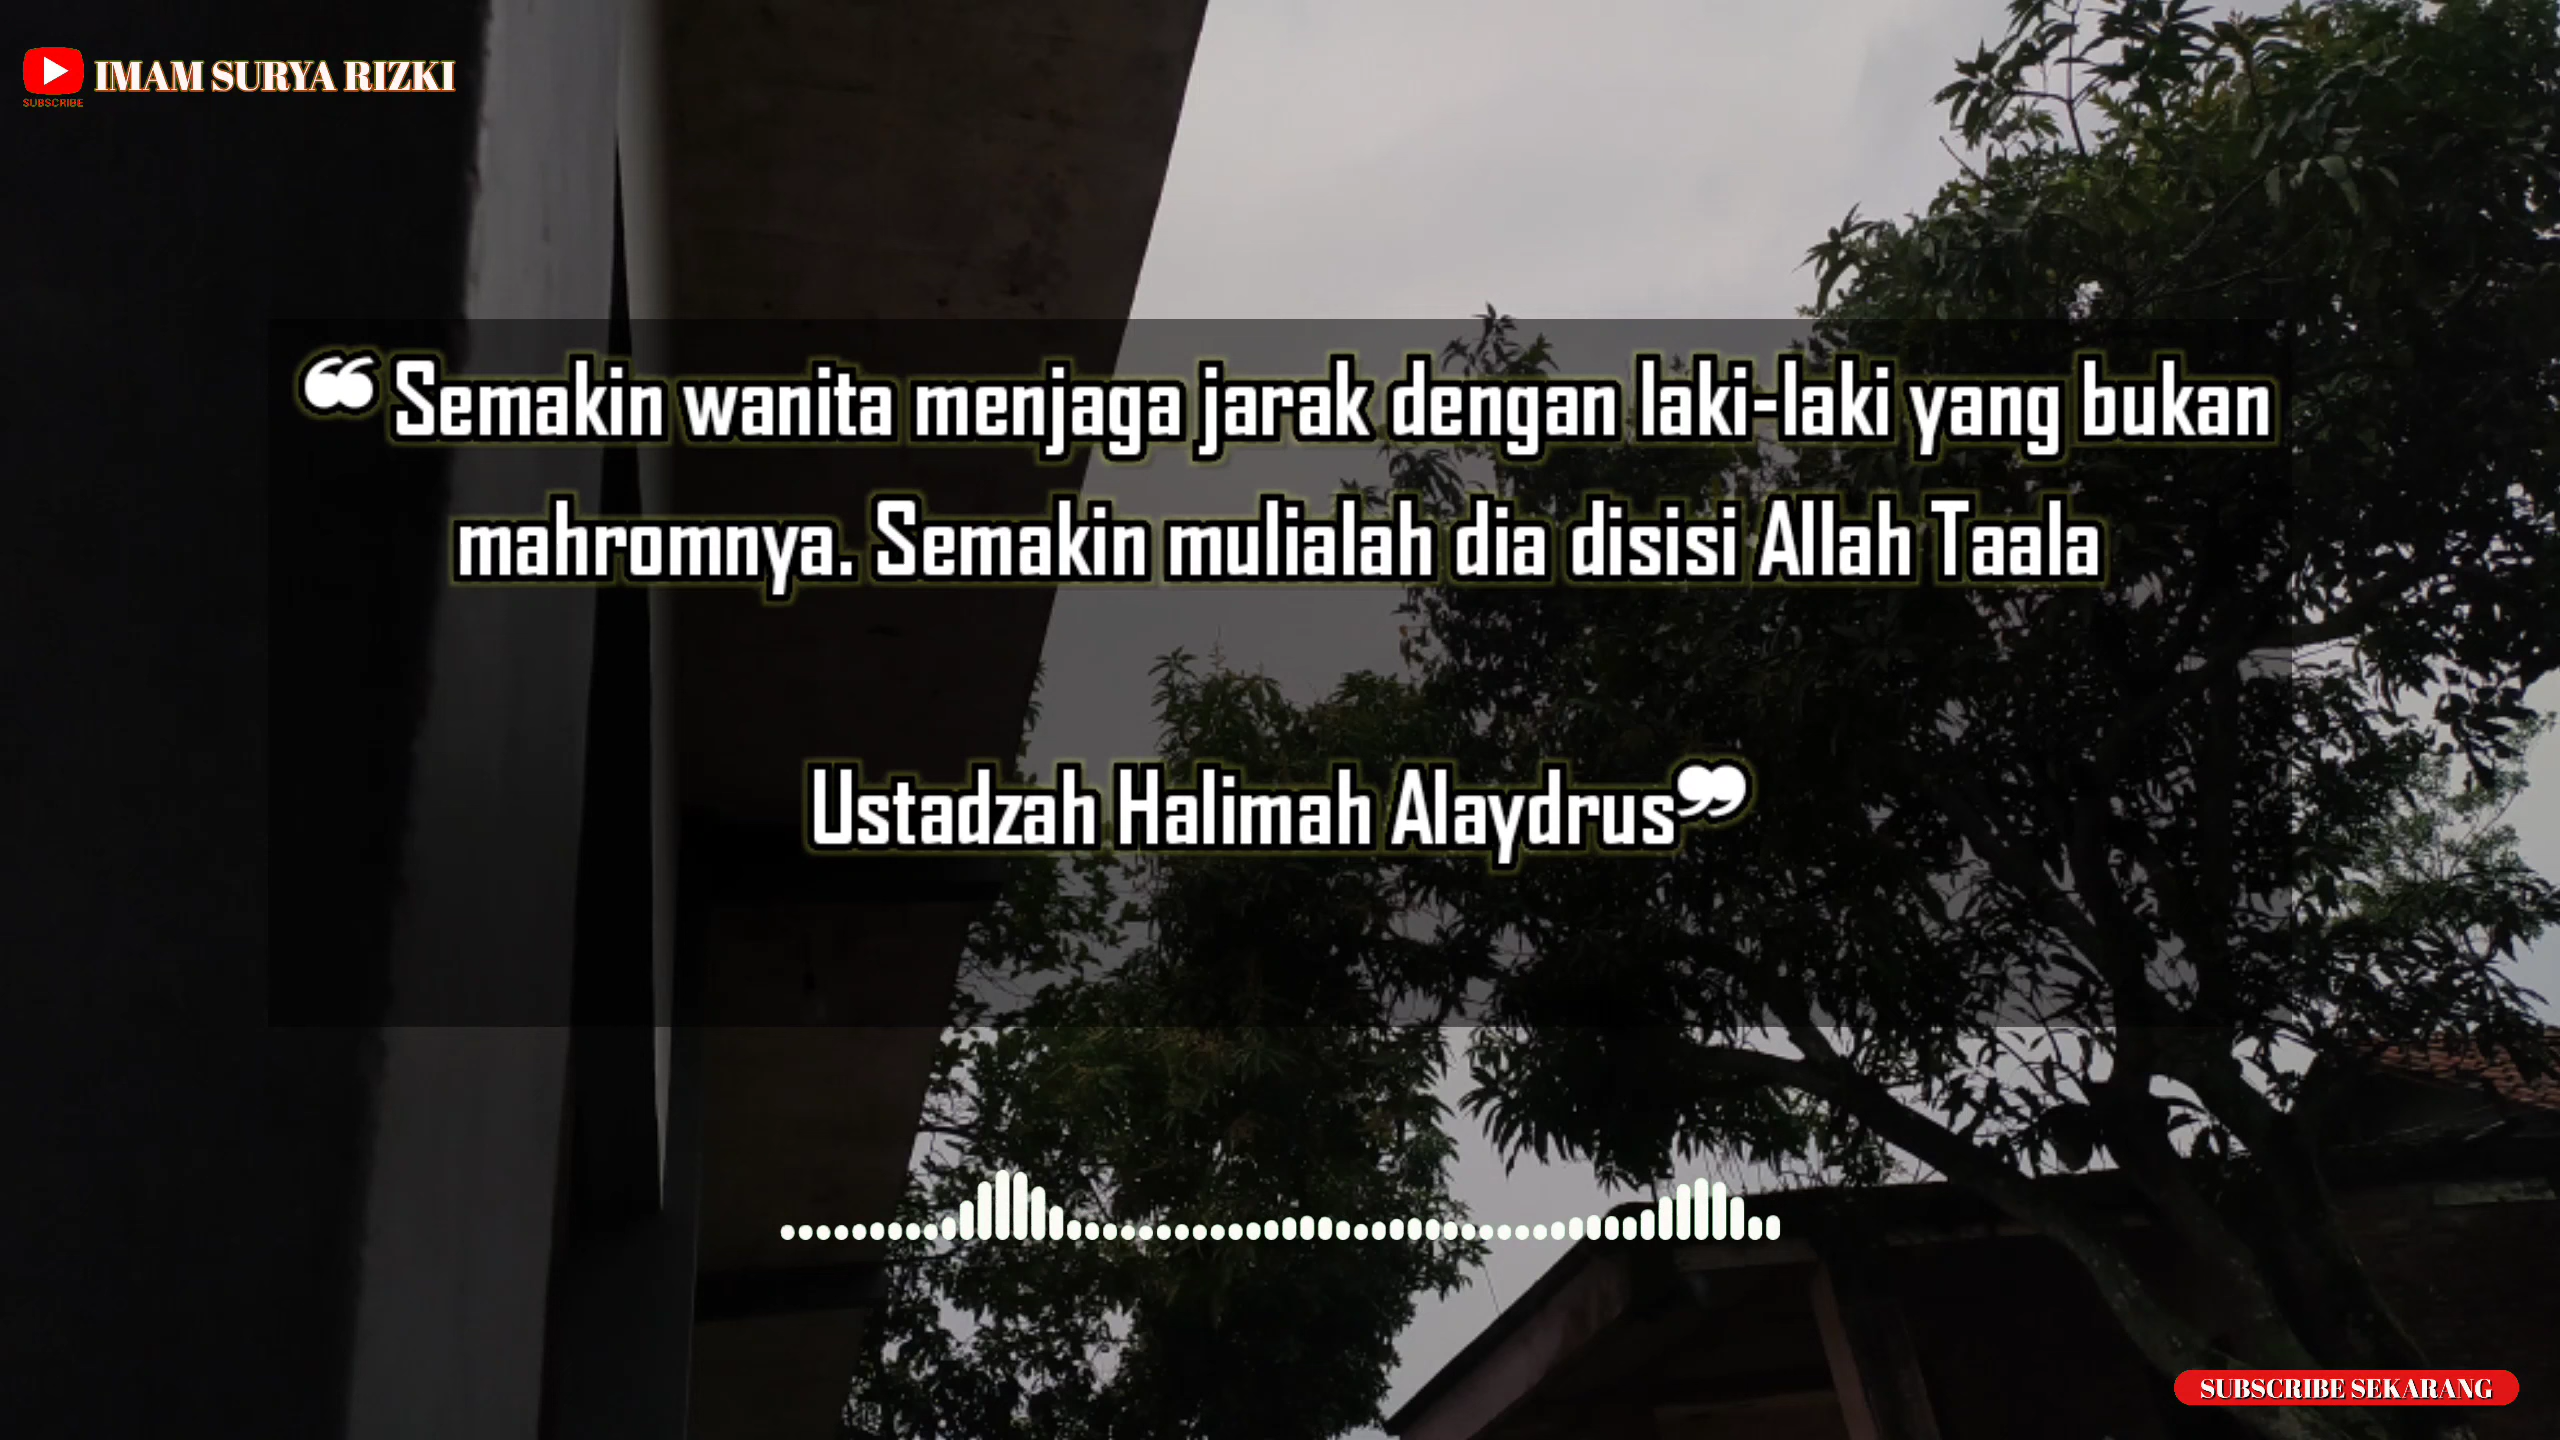 IMAM SURYA RIZKI
SUBSCRIBE
❝ Semakin wanita menjaga jarak dengan laki-laki yang bukan
mahromnya. Semakin mulialah dia disisi Allah Taala
Ustadzah Halimah Alaydrus❞
SUBSCRIBE SEKARANG